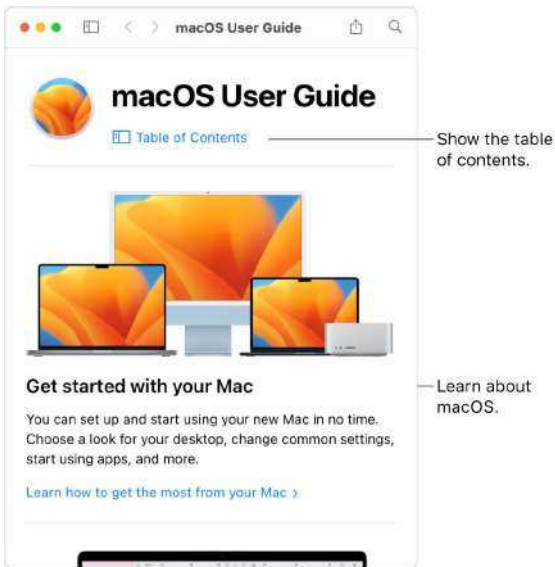 macOS User Guide
macOS User Guide
Table of Contents
Show the table
of contents.
Get started with your Mac
Learn about
macOS.
You can set up and start using your new Mac in no time.
Choose a look for your desktop, change common settings,
start using apps, and more.
Learn how to get the most from your Mac >